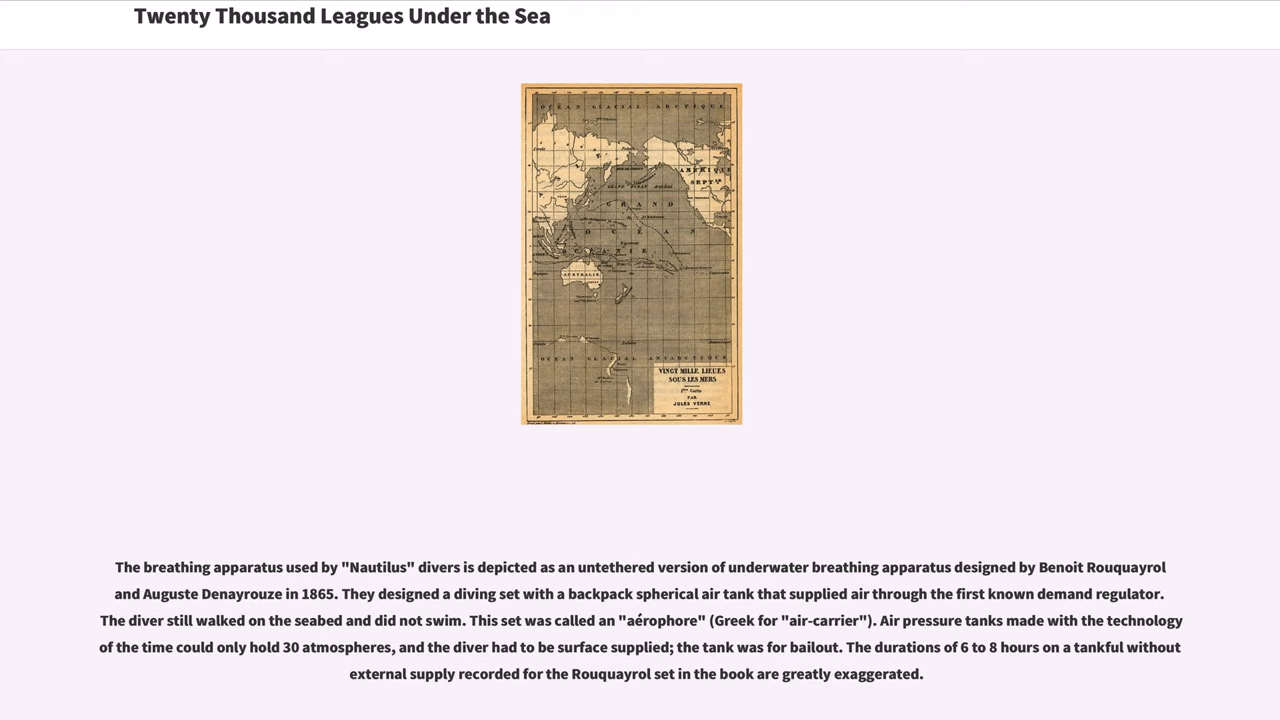 Twenty Thousand Leagues Under the Sea
OCÉAN GLACIAL ARCTIQUE
AMÉRIQUE
SEPT
GRAND
OCÉAN
OCÉANIE
AUSTRALIE
OCÉAN GLACIAL ANTARCTIQUE
VINGT MILLE LIEUES
SOUS LES MERS
Carte
PAR
JULES VERNE
The breathing apparatus used by "Nautilus" divers is depicted as an untethered version of underwater breathing apparatus designed by Benoit Rouquayrol
and Auguste Denayrouze in 1865. They designed a diving set with a backpack spherical air tank that supplied air through the first known demand regulator.
The diver still walked on the seabed and did not swim. This set was called an "aérophore" (Greek for "air-carrier"). Air pressure tanks made with the technology
of the time could only hold 30 atmospheres, and the diver had to be surface supplied; the tank was for bailout. The durations of 6 to 8 hours on a tankful without
external supply recorded for the Rouquayrol set in the book are greatly exaggerated.